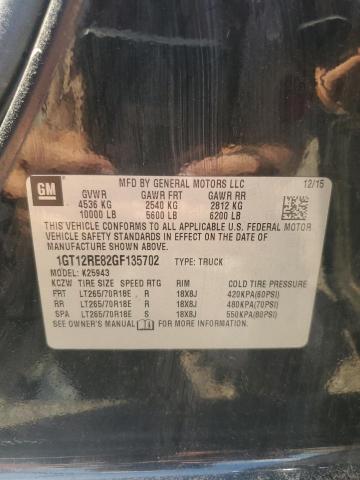 GM
MFD BY GENERAL MOTORS LLC 12/15
GVWR GAWR FRT GAWR RR
4536 KG 2540 KG 2812 KG
10000 LB 5600 LB 6200 LB
THIS VEHICLE CONFORMS TO ALL APPLICABLE U.S. FEDERAL MOTOR
VEHICLE SAFETY STANDARDS IN EFFECT ON THE DATE OF
MANUFACTURE SHOWN ABOVE.
1GT12RE82GF135702 TYPE: TRUCK
MODEL: K25943
KCZW TIRE SIZE SPEED RTG RIM COLD TIRE PRESSURE
FRT LT265/70R18E R 18X8J 420KPA(60PSI)
RR LT265/70R18E R 18X8J 480KPA(70PSI)
SPA LT265/70R18E S 18X8J 550KPA(80PSI)
SEE OWNER'S MANUAL FOR MORE INFORMATION.